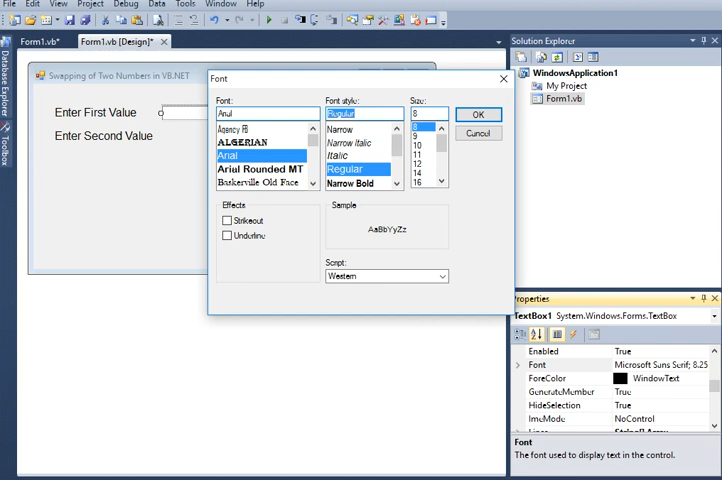 File Edit View Project Build Debug Data Tools Window Help
Form1.vb*
Form1.vb [Design]*
Solution Explorer
WindowsApplication1
My Project
Form1.vb
Database Explorer
Toolbox
Swapping of Two Numbers in VB.NET
Enter First Value
Enter Second Value
Font
Font:
Font style:
Size:
Arial
Regular
8
OK
Cancel
Agency FB
ALGERIAN
Arial
Arial Rounded MT
Baskerville Old Face
Narrow
Narrow italic
Italic
Regular
Narrow Bold
8
9
10
11
12
14
16
Effects
Strikeout
Underline
Sample
AaBbYyZz
Script:
Western
Properties
TextBox1 System.Windows.Forms.TextBox
Enabled True
Font Microsoft Sans Serif; 8.25
ForeColor WindowText
GenerateMember True
HideSelection True
ImeMode NoControl
Lines String[] Array
Font
The font used to display text in the control.